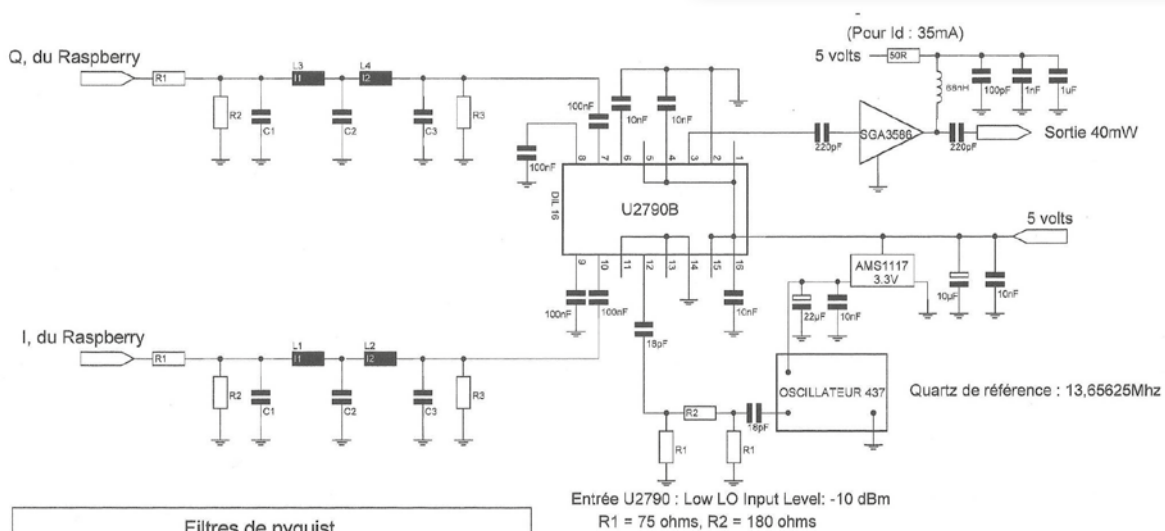 (Pour Id : 35mA)
5 volts
50R
Q, du Raspberry
R1
L3
I1
L4
I2
68nH
100pF
1nF
1uF
R2
C1
C2
C3
R3
100nF
10nF
10nF
220pF
SGA3586
220pF
Sortie 40mW
100nF
8
7
6
5
4
3
2
1
DIL 16
U2790B
5 volts
9
10
11
12
13
14
15
16
AMS1117
3.3V
100nF
100nF
10nF
22µF
10nF
10µF
10nF
I, du Raspberry
R1
L1
I1
L2
I2
18pF
R2
C1
C2
C3
R3
OSCILLATEUR 437
Quartz de référence : 13,65625Mhz
R2
18pF
R1
R1
Entrée U2790 : Low LO Input Level: -10 dBm
R1 = 75 ohms, R2 = 180 ohms
Filtres de nyquist